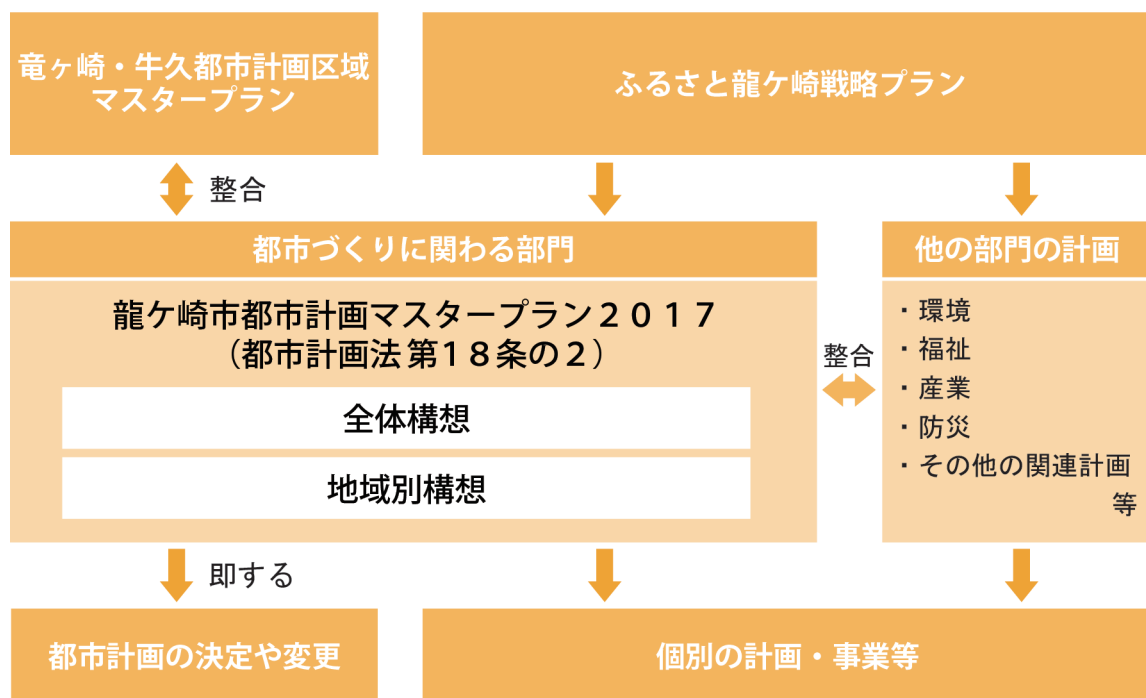 竜ヶ崎・牛久都市計画区域
マスタープラン
ふるさと龍ケ崎戦略プラン
整合
都市づくりに関わる部門
龍ケ崎市都市計画マスタープラン２０１７
（都市計画法 第１８条の２）
全体構想
地域別構想
整合
他の部門の計画
・環境
・福祉
・産業
・防災
・その他の関連計画
等
即する
都市計画の決定や変更
個別の計画・事業等